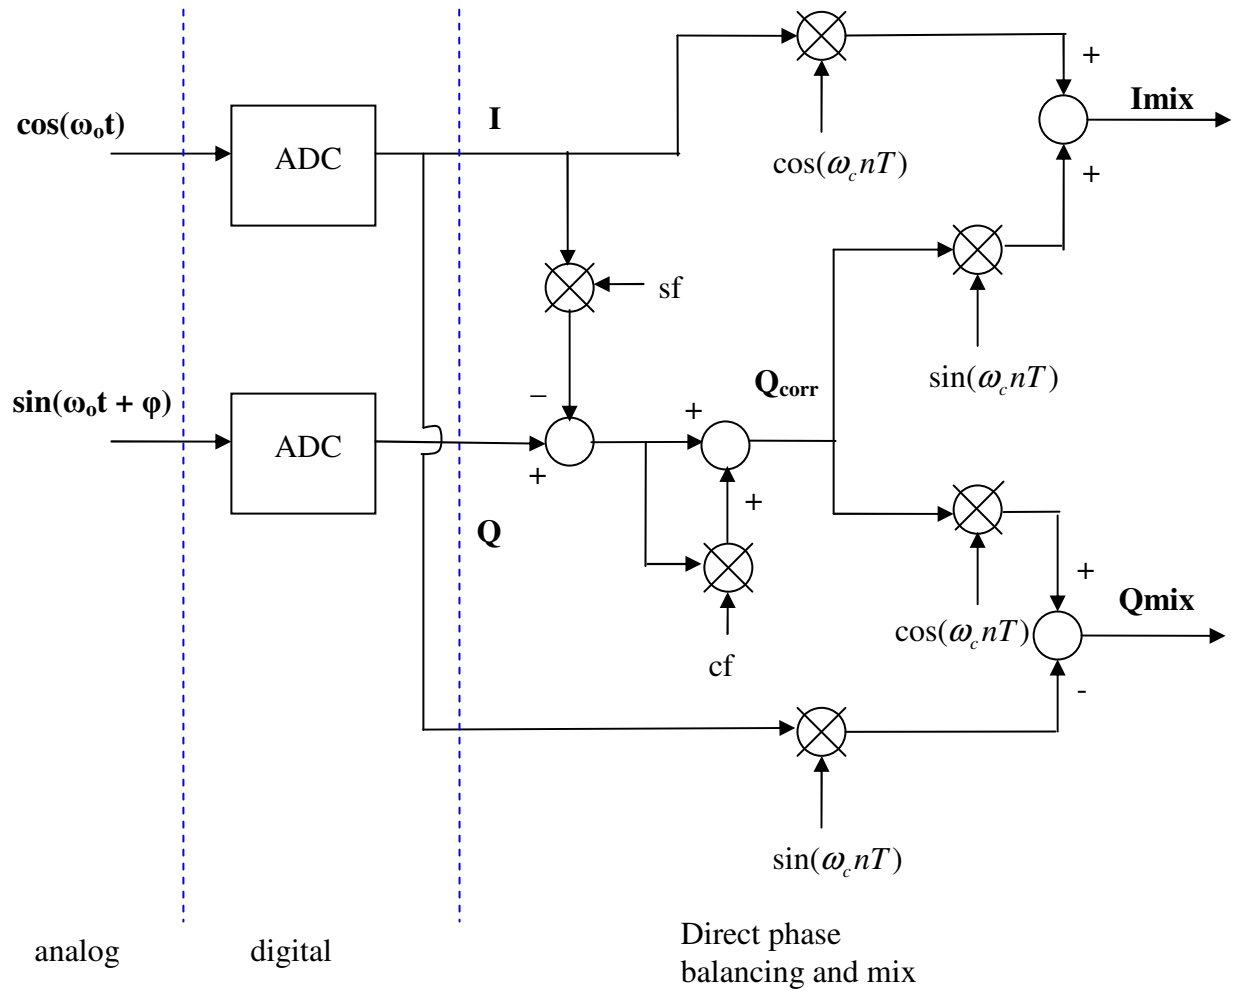 I
Imix
cos(ωₒt)
ADC
cos(ω_c nT)
+
+
sf
sin(ω_c nT)
Q_corr
sin(ωₒt + φ)
–
+
ADC
+
+
Q
+
Qmix
cos(ω_c nT)
cf
-
sin(ω_c nT)
analog
digital
Direct phase
balancing and mix